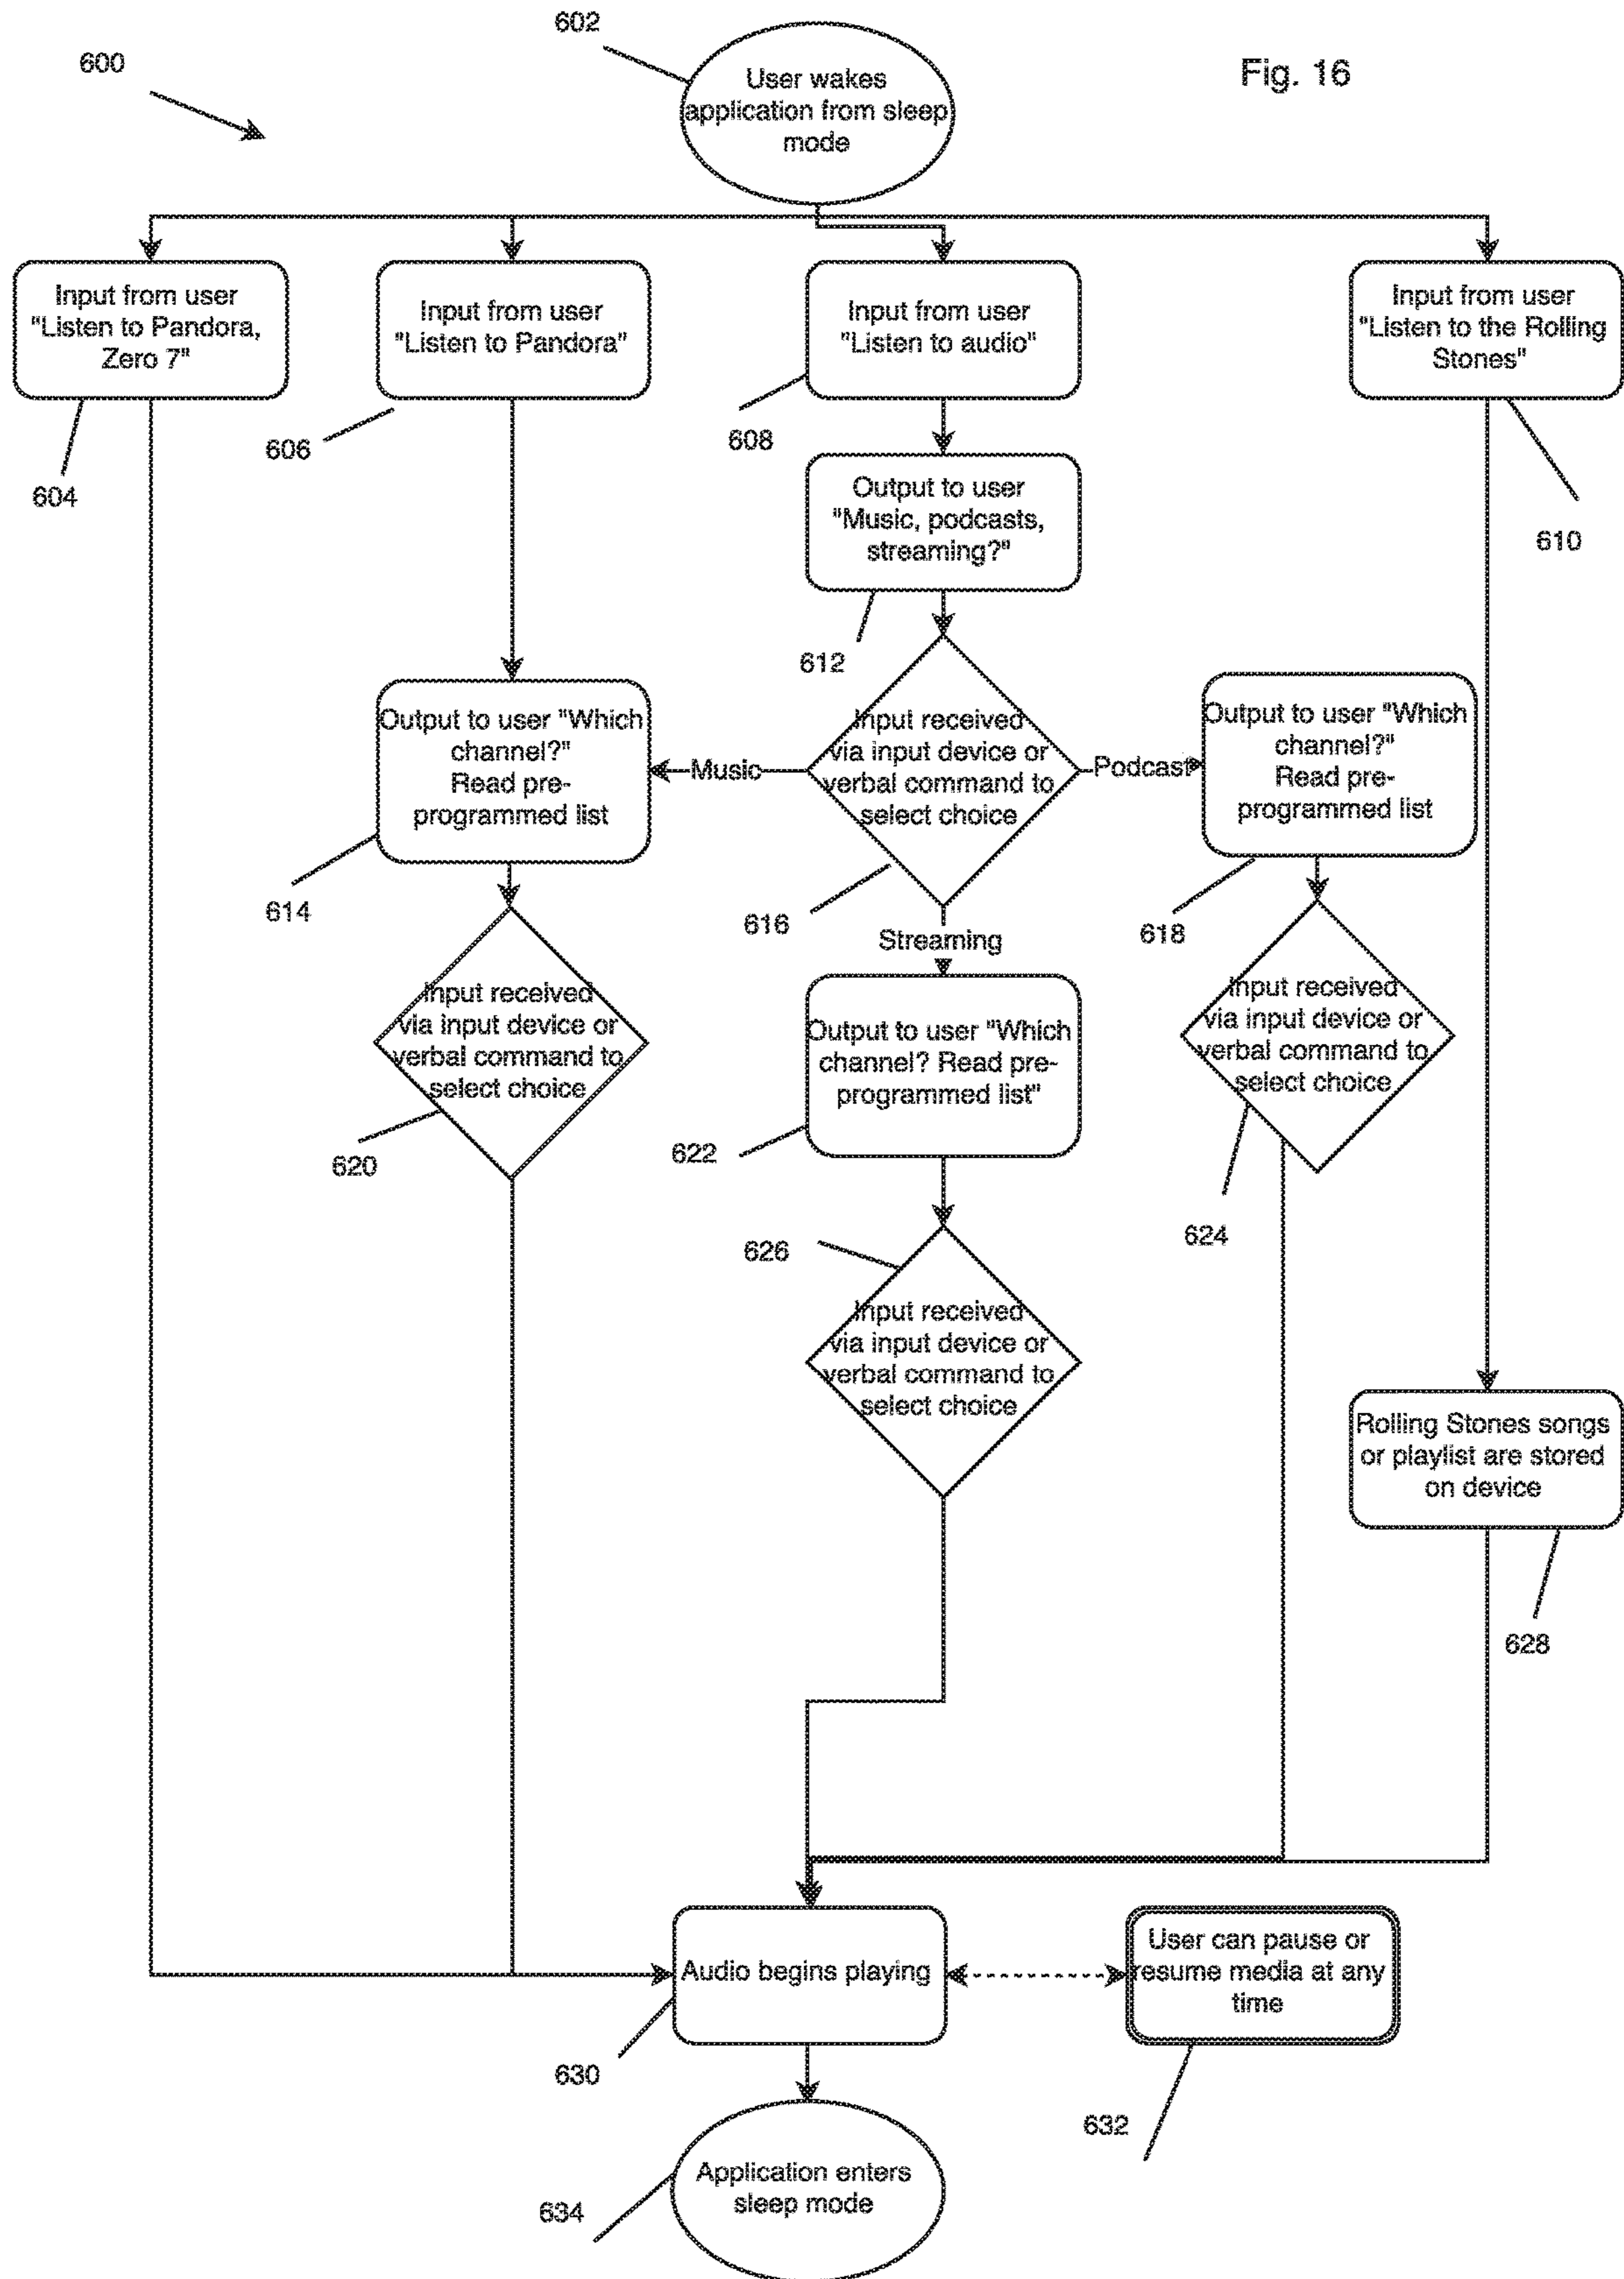 602
600
Fig. 16
User wakes
application from sleep
mode
Input from user
"Listen to Pandora,
Zero 7"
Input from user
"Listen to Pandora"
Input from user
"Listen to audio"
Input from user
"Listen to the Rolling
Stones"
604
606
608
610
Output to user
"Music, podcasts,
streaming?"
612
Output to user "Which
channel?"
Read pre-
programmed list
Music
Input received
via input device or
verbal command to
select choice
Podcast
Output to user "Which
channel?"
Read pre-
programmed list
614
616
618
Streaming
Input received
via input device or
verbal command to
select choice
Output to user "Which
channel? Read pre-
programmed list"
Input received
via input device or
verbal command to
select choice
620
622
624
626
Input received
via input device or
verbal command to
select choice
Rolling Stones songs
or playlist are stored
on device
628
Audio begins playing
User can pause or
resume media at any
time
630
632
Application enters
sleep mode
634